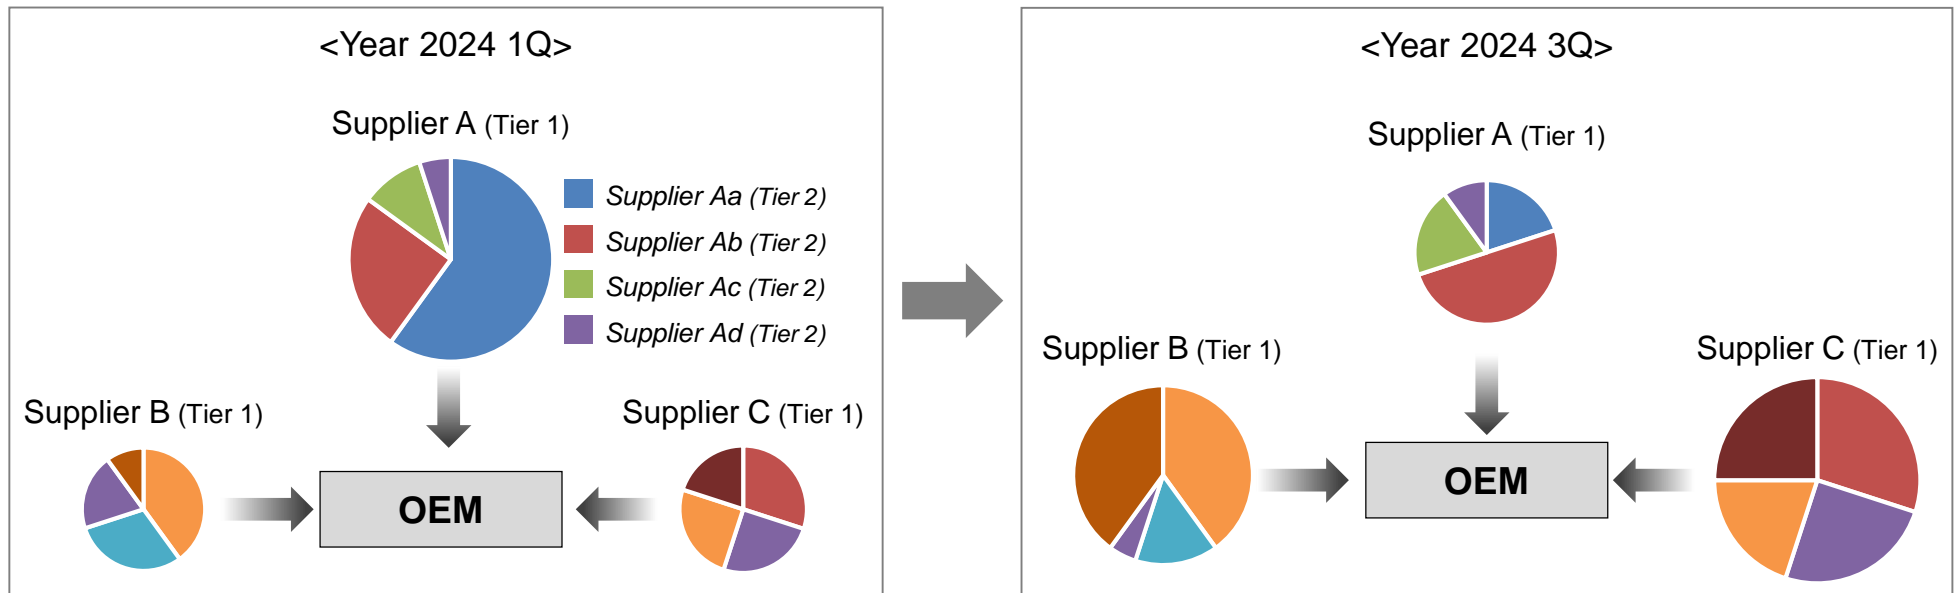 <Year 2024 1Q>
Supplier A (Tier 1)
Supplier Aa (Tier 2)
Supplier Ab (Tier 2)
Supplier Ac (Tier 2)
Supplier Ad (Tier 2)
Supplier B (Tier 1)
Supplier C (Tier 1)
OEM
<Year 2024 3Q>
Supplier A (Tier 1)
Supplier B (Tier 1)
Supplier C (Tier 1)
OEM